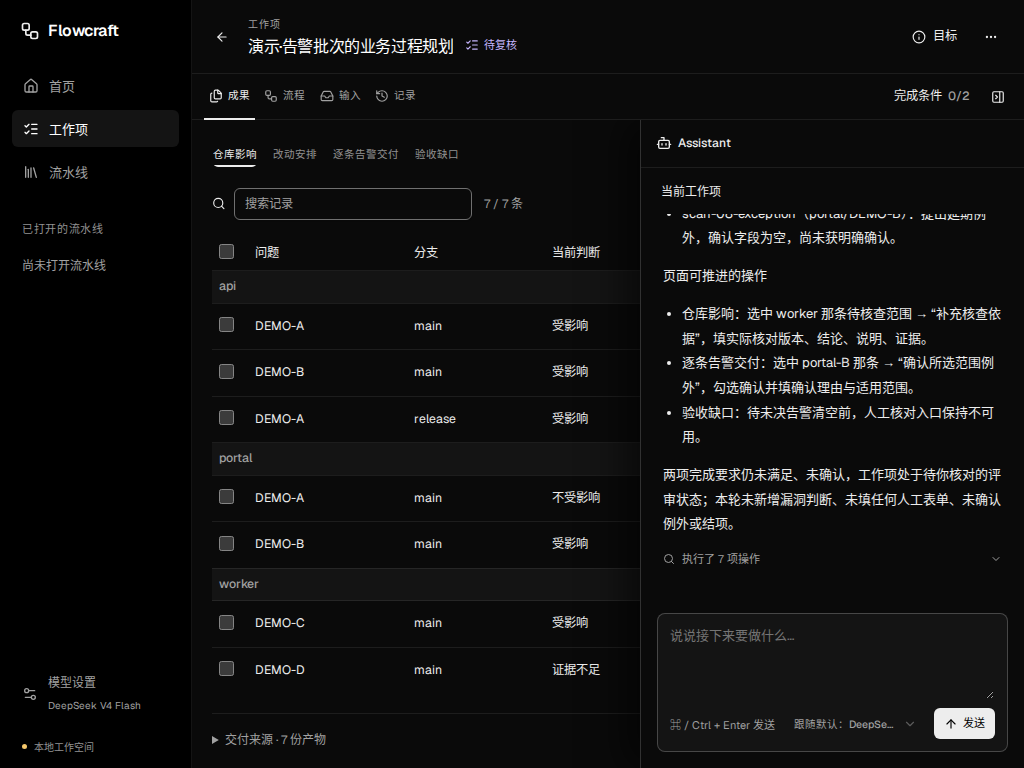 Flowcraft
首页
工作项
流水线
已打开的流水线
尚未打开流水线
模型设置
DeepSeek V4 Flash
本地工作空间
工作项
演示·告警批次的业务过程规划
待复核
目标
成果
流程
输入
记录
完成条件 0/2
仓库影响
改动安排
逐条告警交付
验收缺口
搜索记录
7 / 7 条
问题 分支 当前判断
api
DEMO-A main 受影响
DEMO-B main 受影响
DEMO-A release 受影响
portal
DEMO-A main 不受影响
DEMO-B main 受影响
worker
DEMO-C main 受影响
DEMO-D main 证据不足
交付来源 · 7 份产物
Assistant
当前工作项
scan-08-exception（portal/DEMO-B）：提出延期例
外，确认字段为空，尚未获明确确认。
页面可推进的操作
仓库影响：选中 worker 那条待核查范围 → “补充核查依
据”，填实际核对版本、结论、说明、证据。
逐条告警交付：选中 portal-B 那条 → “确认所选范围例
外”，勾选确认并填确认理由与适用范围。
验收缺口：待未决告警清空前，人工核对入口保持不可
用。
两项完成要求仍未满足、未确认，工作项处于待你核对的评
审状态；本轮未新增漏洞判断、未填任何人工表单、未确认
例外或结项。
执行了 7 项操作
说说接下来要做什么…
⌘ / Ctrl + Enter 发送
跟随默认：DeepSe…
发送